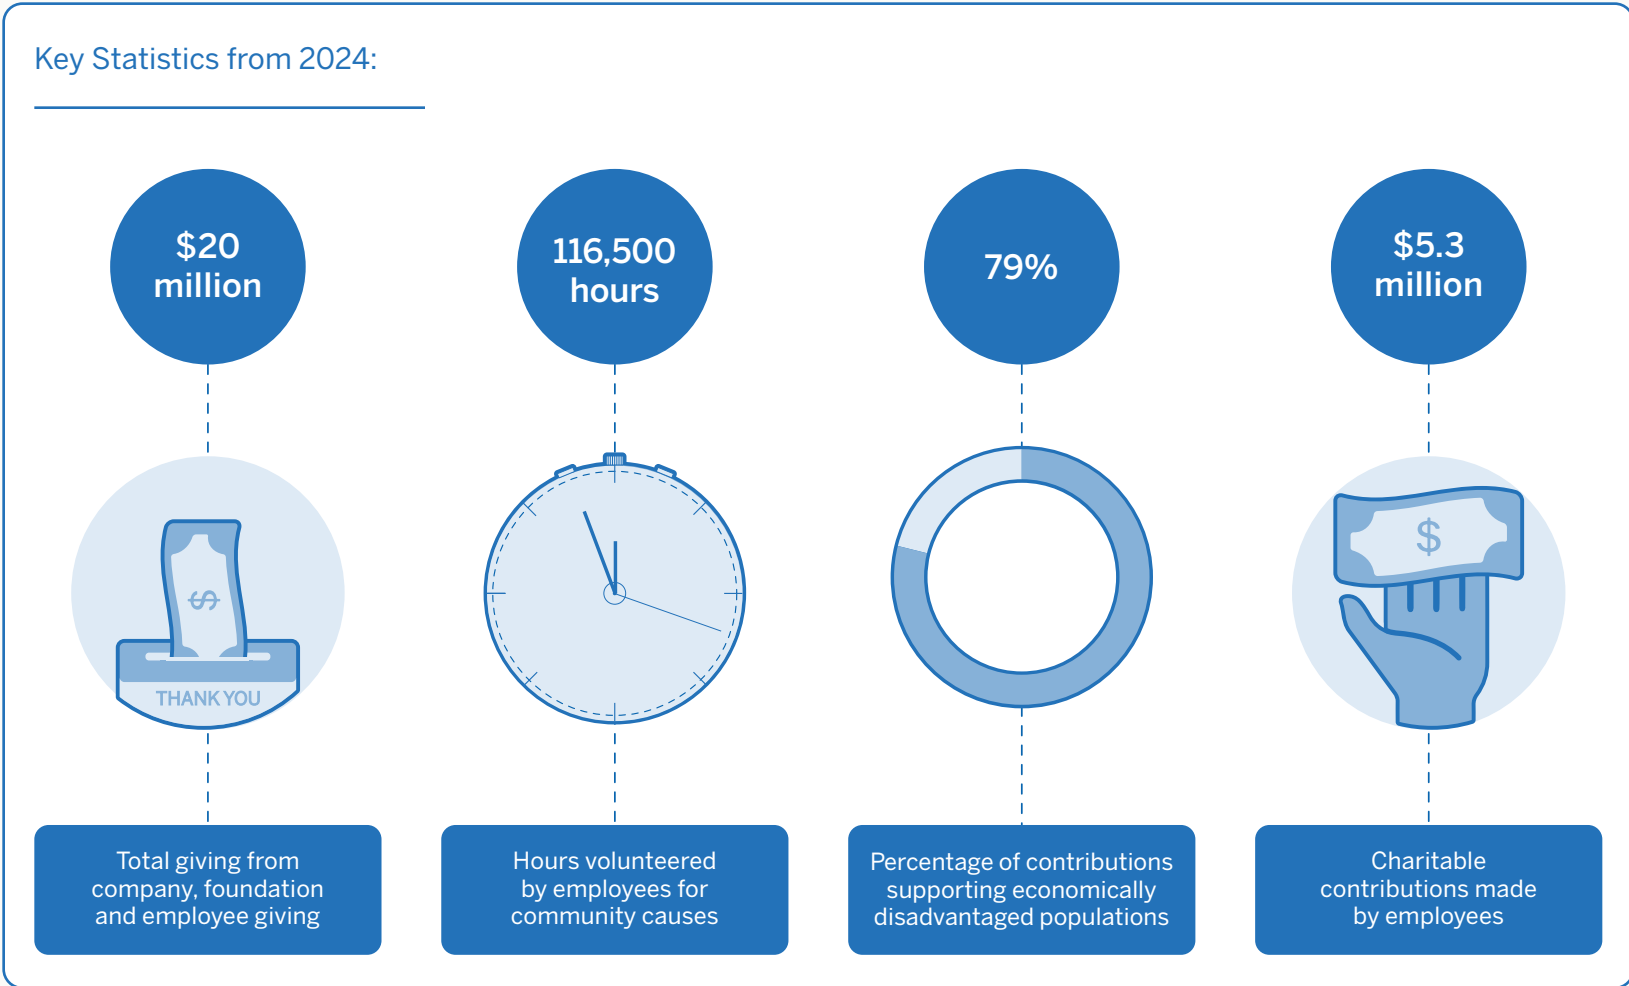 Key Statistics from 2024:
$20
million
116,500
hours
79%
$5.3
million
$
THANK YOU
$
Total giving from
company, foundation
and employee giving
Hours volunteered
by employees for
community causes
Percentage of contributions
supporting economically
disadvantaged populations
Charitable
contributions made
by employees